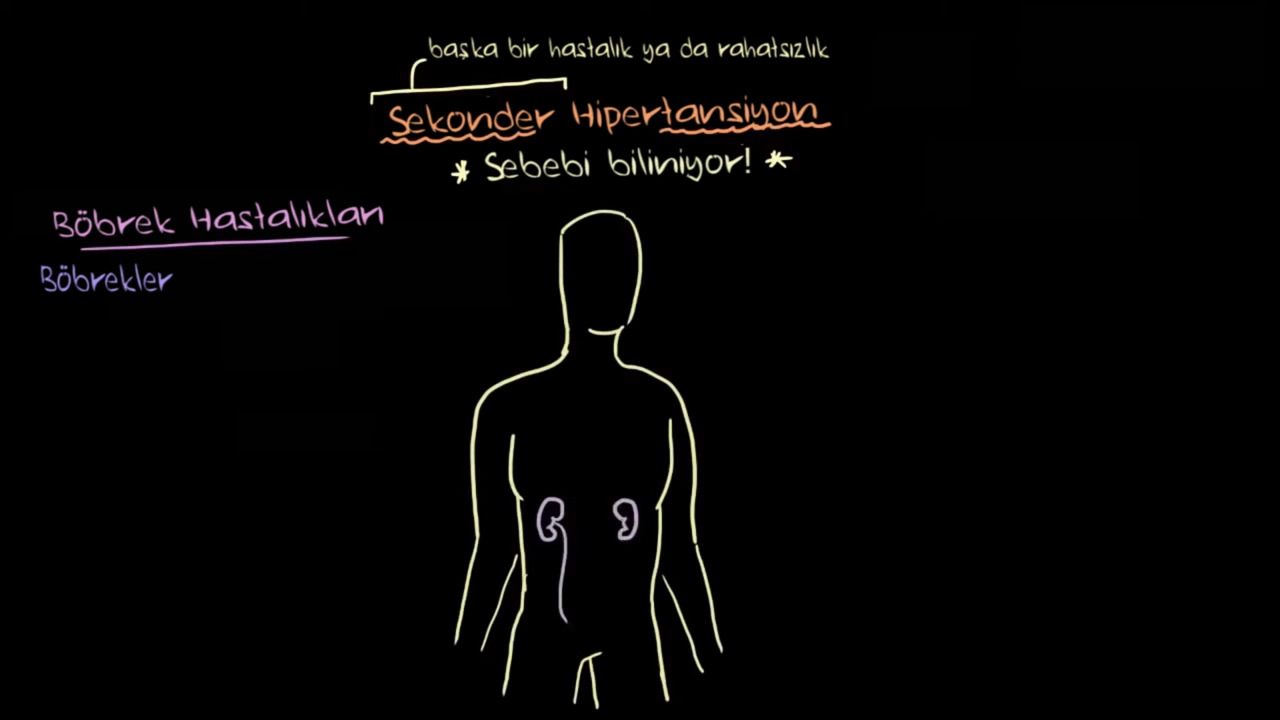 başka bir hastalık ya da rahatsızlık
Sekonder Hipertansiyon
* Sebebi biliniyor! *
Böbrek Hastalıkları
Böbrekler